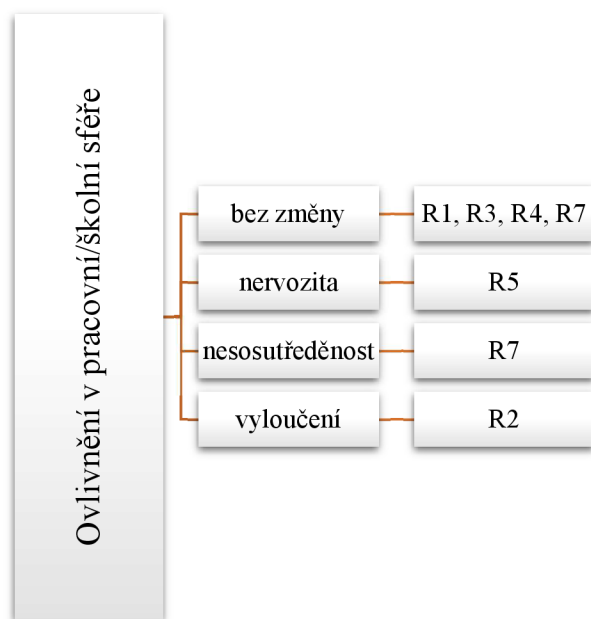 Ovlivnění v pracovní/školní sféře
bez změny
R1, R3, R4, R7
nervozita
R5
nesosutředěnost
R7
vyloučení
R2